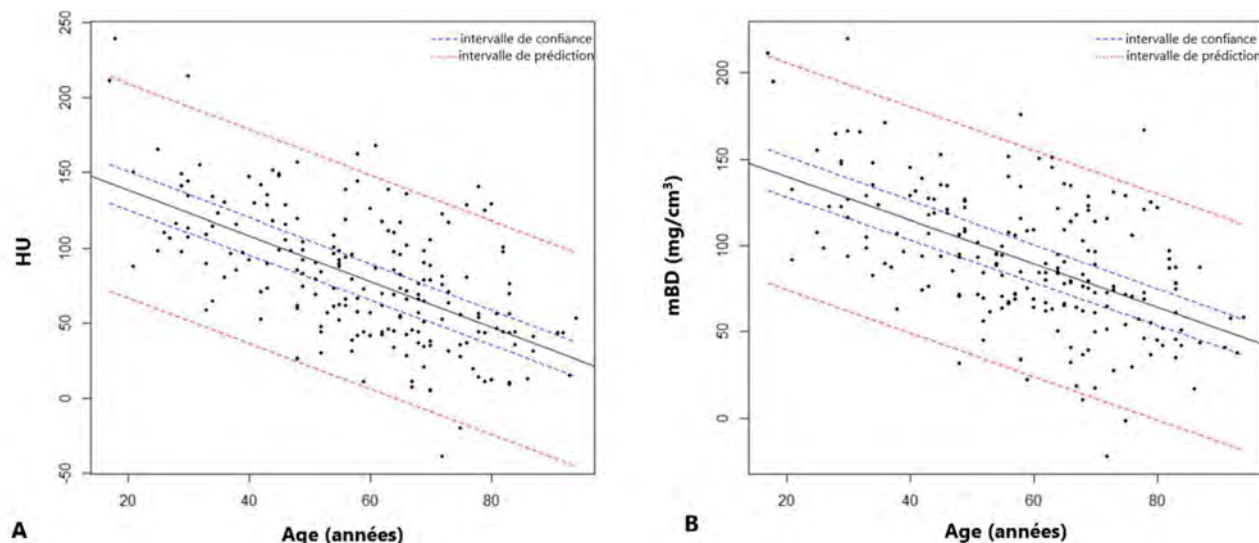 intervalle de confiance
intervalle de prédiction
250
200
150
100
50
0
-50
HU
20 40 60 80
Age (années)
A
intervalle de confiance
intervalle de prédiction
200
150
100
50
0
mBD (mg/cm³)
20 40 60 80
Age (années)
B